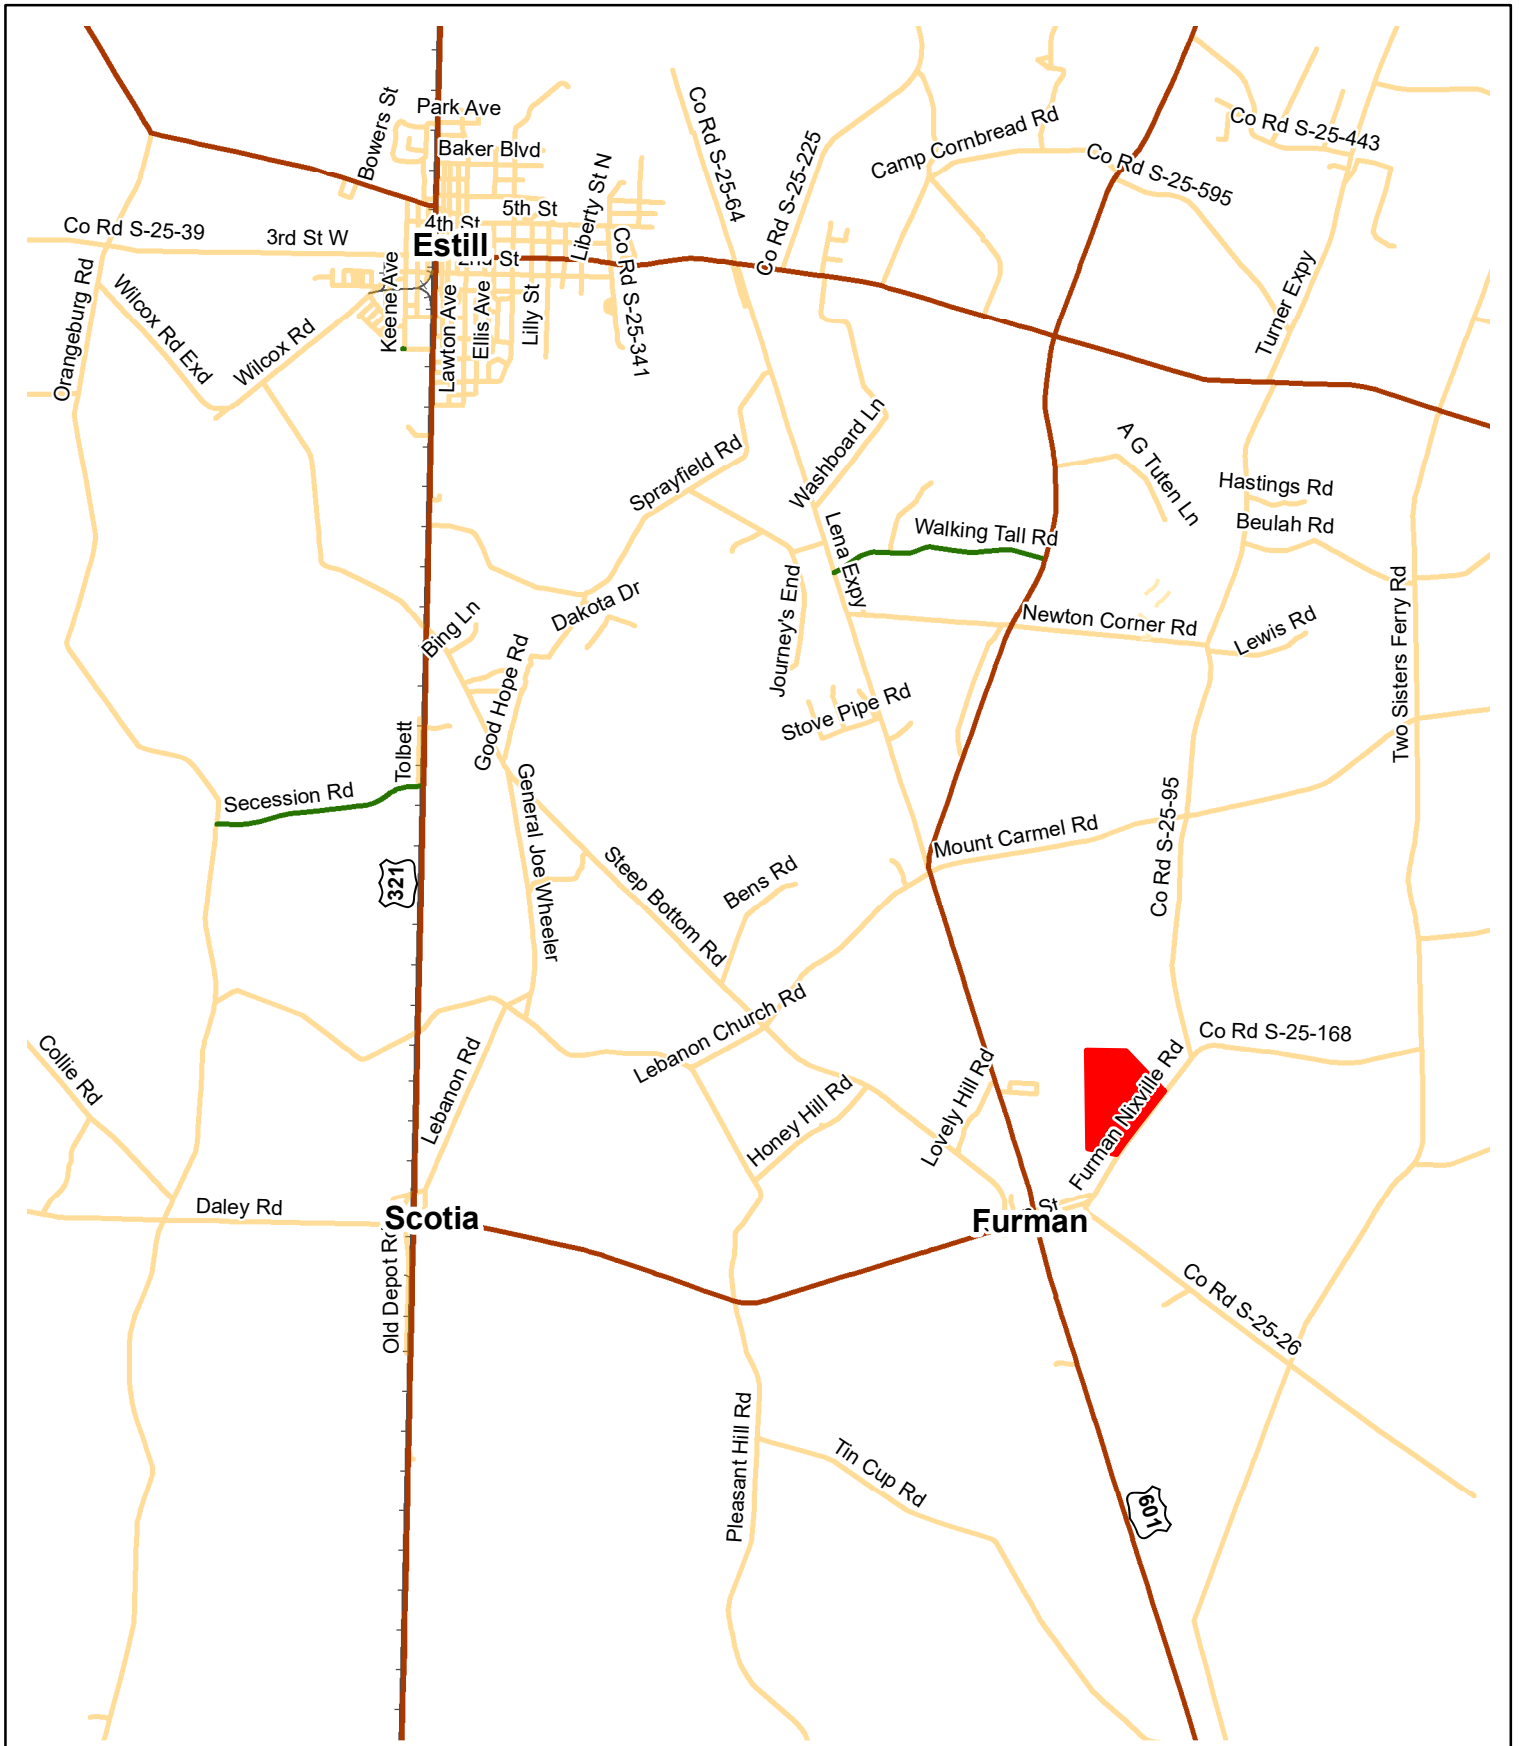 Park Ave
Bowers St
Baker Blvd
Co Rd S-25-64
Co Rd S-25-225
Camp Cornbread Rd
Co Rd S-25-595
Co Rd S-25-443
Liberty St N
5th St
4th St
Co Rd S-25-39
3rd St W
Estill
2nd St
Co Rd S-25-341
Orangeburg Rd
Wilcox Rd Exd
Wilcox Rd
Keene Ave
Lawton Ave
Ellis Ave
Lilly St
Turner Expy
Washboard Ln
Sprayfield Rd
A G Tuten Ln
Hastings Rd
Beulah Rd
Walking Tall Rd
Lena Expy
Journey's End
Dakota Dr
Bing Ln
Good Hope Rd
Newton Corner Rd
Lewis Rd
Two Sisters Ferry Rd
Stove Pipe Rd
Tolbett
Secession Rd
General Joe Wheeler
321
Steep Bottom Rd
Bens Rd
Mount Carmel Rd
Co Rd S-25-95
Lebanon Church Rd
Co Rd S-25-168
Collie Rd
Lebanon Rd
Honey Hill Rd
Lovely Hill Rd
Furman Nixville Rd
Daley Rd
Scotia
St
Furman
Old Depot Rd
Co Rd S-25-26
Pleasant Hill Rd
Tin Cup Rd
601